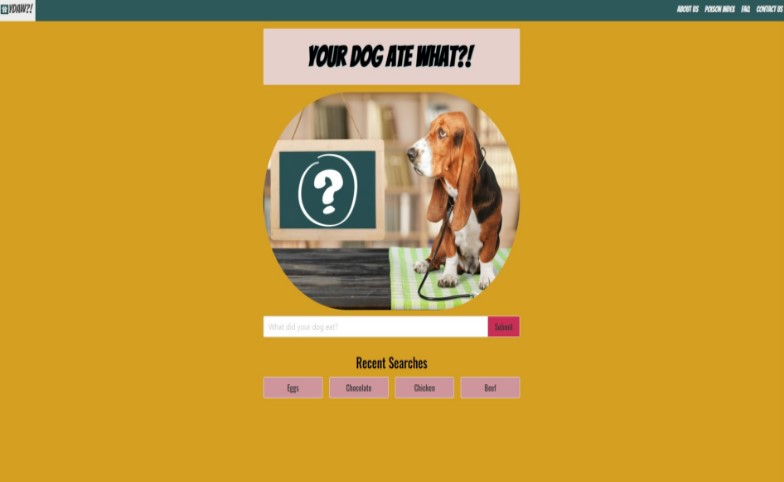 YDAW?!
ABOUT US POISON INDEX FAQ CONTACT US
YOUR DOG ATE WHAT?!
?
What did your dog eat?
Submit
Recent Searches
Eggs Chocolate Chicken Beef